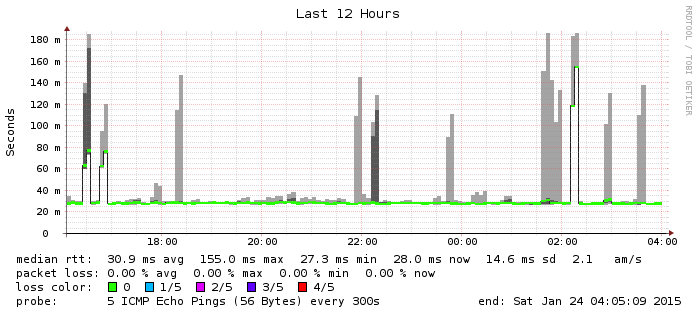 Last 12 Hours
RRDTOOL / TOBI OETIKER
Seconds
180 m
160 m
140 m
120 m
100 m
80 m
60 m
40 m
20 m
0
18:00 20:00 22:00 00:00 02:00 04:00
median rtt: 30.9 ms avg 155.0 ms max 27.3 ms min 28.0 ms now 14.6 ms sd 2.1 am/s
packet loss: 0.00 % avg 0.00 % max 0.00 % min 0.00 % now
loss color: 0 1/5 2/5 3/5 4/5
probe: 5 ICMP Echo Pings (56 Bytes) every 300s end: Sat Jan 24 04:05:09 2015